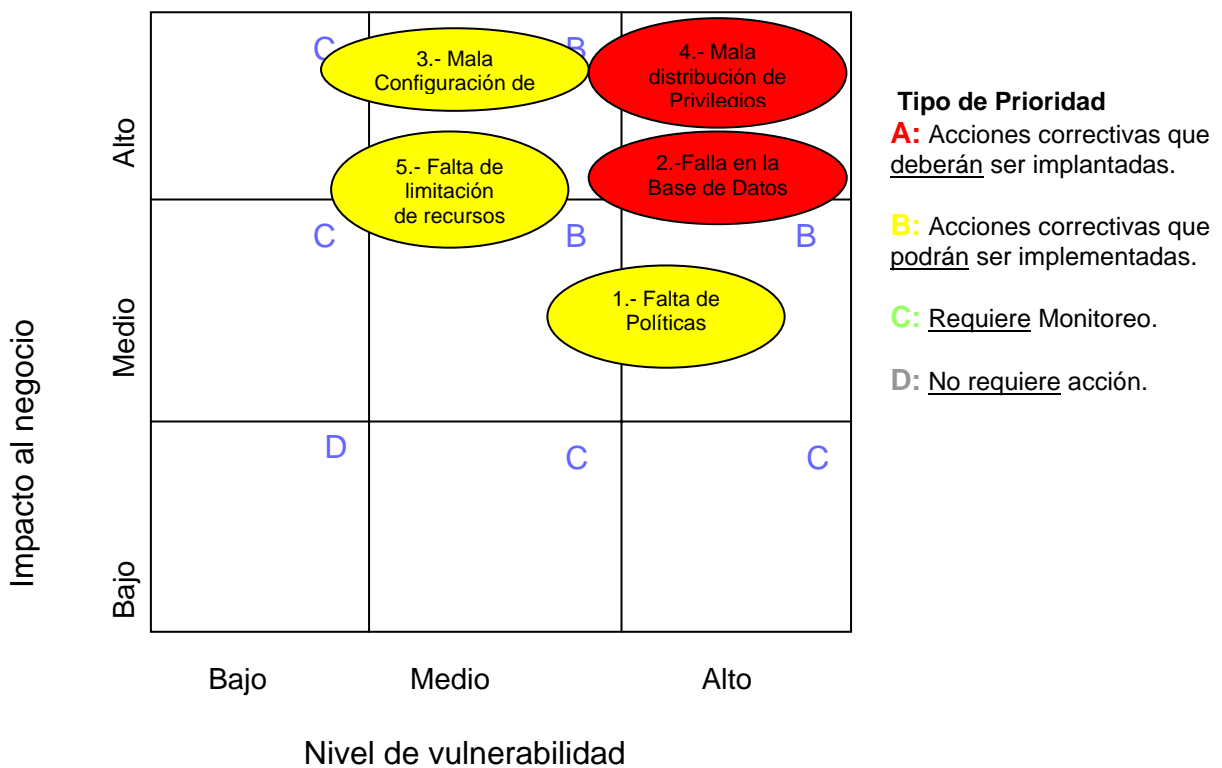 C
B
3.- Mala
Configuración de
4.- Mala
distribución de
Privilegios
5.- Falta de
limitación
de recursos
2.-Falla en la
Base de Datos
C
B
B
1.- Falta de
Políticas
D
C
C
Alto
Medio
Bajo
Impacto al negocio
Bajo
Medio
Alto
Nivel de vulnerabilidad
Tipo de Prioridad
A: Acciones correctivas que
deberán ser implantadas.
B: Acciones correctivas que
podrán ser implementadas.
C: Requiere Monitoreo.
D: No requiere acción.